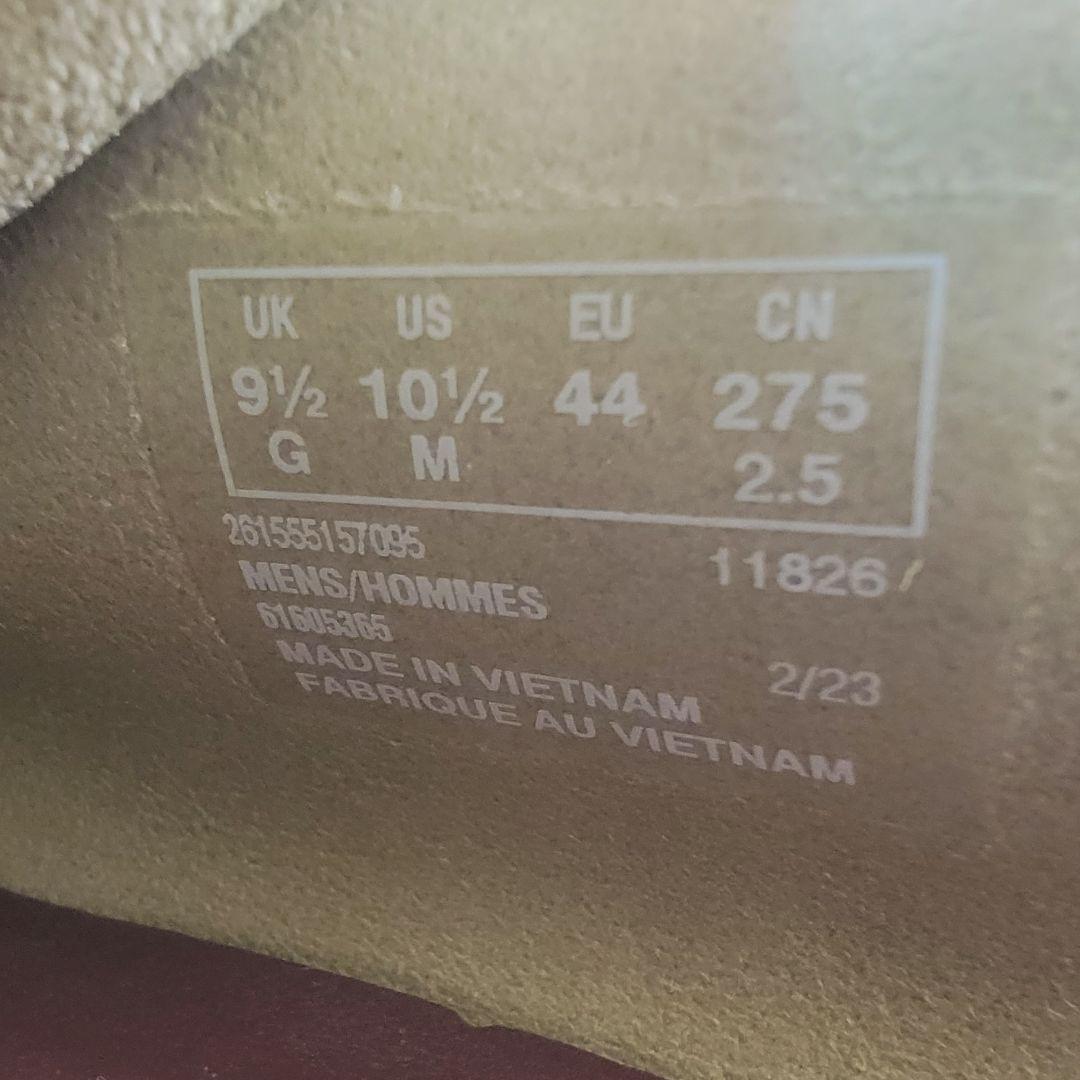 UK US EU CN
9½ 10½ 44 275
G M 2.5
261555157095
11826
MENS/HOMMES
61605365
MADE IN VIETNAM
2/23
FABRIQUE AU VIETNAM